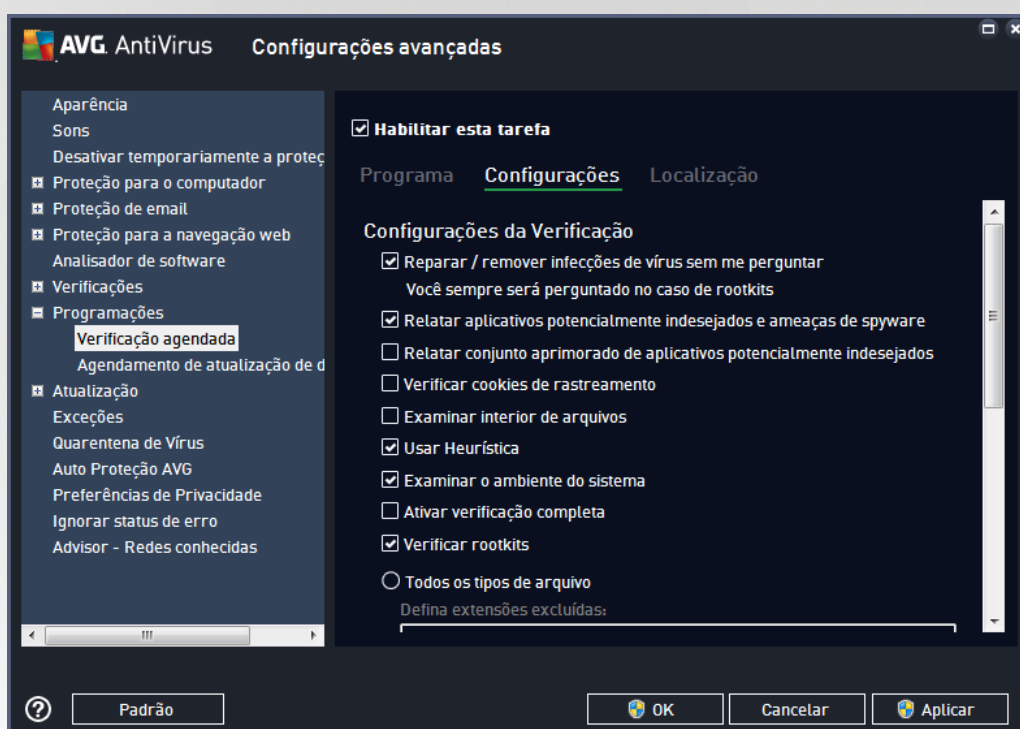 AVG. AntiVirus Configurações avançadas
Aparência
Sons
Desativar temporariamente a proteç
Proteção para o computador
Proteção de email
Proteção para a navegação web
Analisador de software
Verificações
Programações
Verificação agendada
Agendamento de atualização de d
Atualização
Exceções
Quarentena de Vírus
Auto Proteção AVG
Preferências de Privacidade
Ignorar status de erro
Advisor - Redes conhecidas
Habilitar esta tarefa
Programa Configurações Localização
Configurações da Verificação
Reparar / remover infecções de vírus sem me perguntar
Você sempre será perguntado no caso de rootkits
Relatar aplicativos potencialmente indesejados e ameaças de spyware
Relatar conjunto aprimorado de aplicativos potencialmente indesejados
Verificar cookies de rastreamento
Examinar interior de arquivos
Usar Heurística
Examinar o ambiente do sistema
Ativar verificação completa
Verificar rootkits
Todos os tipos de arquivo
Defina extensões excluídas:
? Padrão OK Cancelar Aplicar